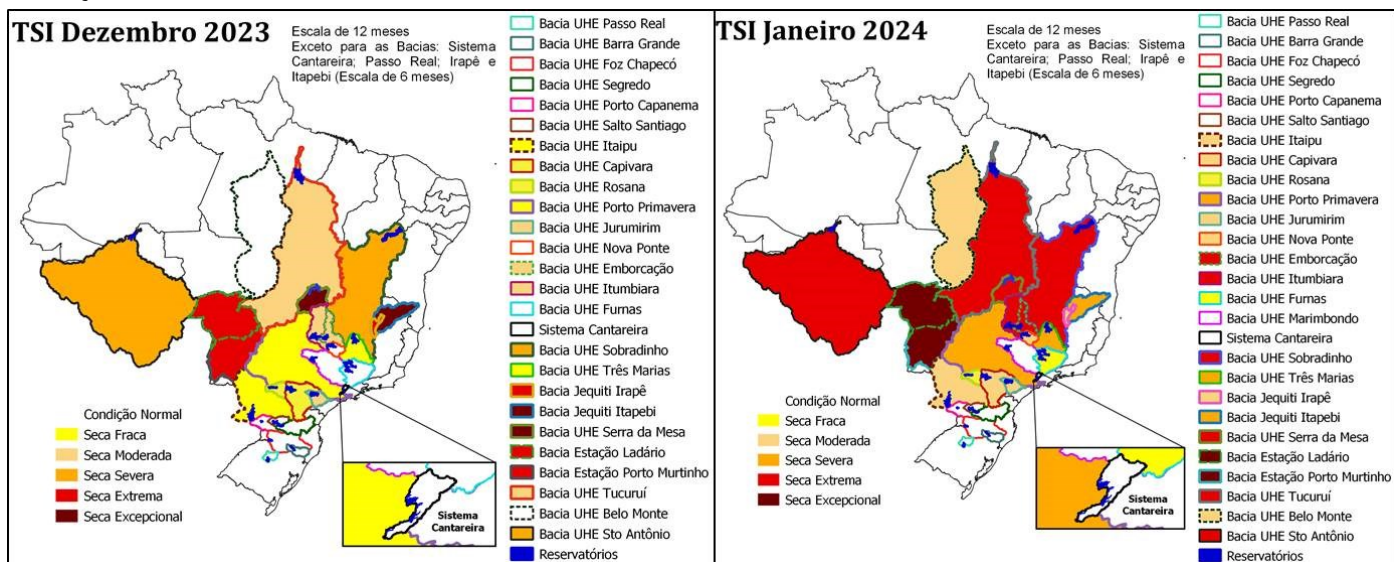 TSI Dezembro 2023
Escala de 12 meses
Exceto para as Bacias: Sistema
Cantareira; Passo Real; Irapê e
Itapebi (Escala de 6 meses)
Bacia UHE Passo Real
Bacia UHE Barra Grande
Bacia UHE Foz Chapecó
Bacia UHE Segredo
Bacia UHE Porto Capanema
Bacia UHE Salto Santiago
Bacia UHE Itaipu
Bacia UHE Capivara
Bacia UHE Rosana
Bacia UHE Porto Primavera
Bacia UHE Jurumirim
Bacia UHE Nova Ponte
Bacia UHE Emborcação
Bacia UHE Itumbiara
Bacia UHE Furnas
Sistema Cantareira
Bacia UHE Sobradinho
Bacia UHE Três Marias
Bacia Jequiti Irapê
Bacia Jequiti Itapebi
Bacia UHE Serra da Mesa
Bacia Estação Ladário
Bacia Estação Porto Murtinho
Bacia UHE Tucuruí
Bacia UHE Belo Monte
Bacia UHE Sto Antônio
Reservatórios
Condição Normal
Seca Fraca
Seca Moderada
Seca Severa
Seca Extrema
Seca Excepcional
Sistema
Cantareira
TSI Janeiro 2024
Escala de 12 meses
Exceto para as Bacias: Sistema
Cantareira; Passo Real; Irapê e
Itapebi (Escala de 6 meses)
Bacia UHE Passo Real
Bacia UHE Barra Grande
Bacia UHE Foz Chapecó
Bacia UHE Segredo
Bacia UHE Porto Capanema
Bacia UHE Salto Santiago
Bacia UHE Itaipu
Bacia UHE Capivara
Bacia UHE Rosana
Bacia UHE Porto Primavera
Bacia UHE Jurumirim
Bacia UHE Nova Ponte
Bacia UHE Emborcação
Bacia UHE Itumbiara
Bacia UHE Furnas
Bacia UHE Marimbondo
Sistema Cantareira
Bacia UHE Sobradinho
Bacia UHE Três Marias
Bacia Jequiti Irapê
Bacia Jequiti Itapebi
Bacia UHE Serra da Mesa
Bacia Estação Ladário
Bacia Estação Porto Murtinho
Bacia UHE Tucuruí
Bacia UHE Belo Monte
Bacia UHE Sto Antônio
Reservatórios
Condição Normal
Seca Fraca
Seca Moderada
Seca Severa
Seca Extrema
Seca Excepcional
Sistema
Cantareira